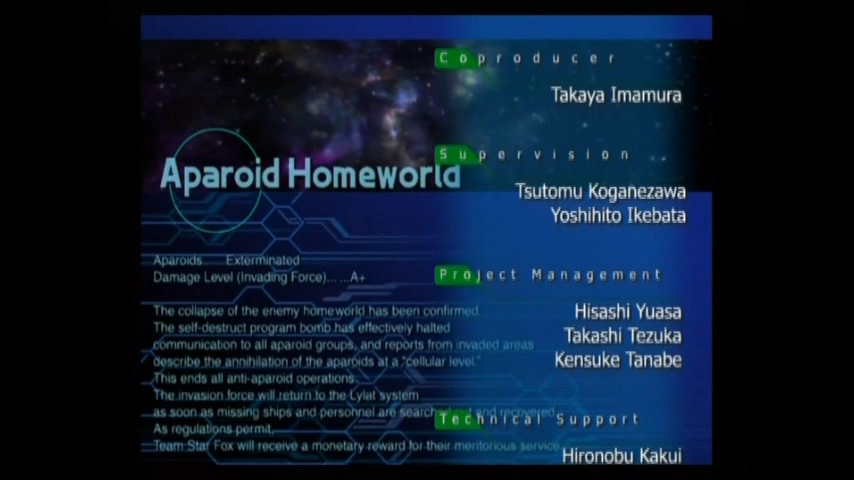 Coproducer
Takaya Imamura
Supervision
Tsutomu Koganezawa
Yoshihito Ikebata
Project Management
Hisashi Yuasa
Takashi Tezuka
Kensuke Tanabe
Technical Support
Hironobu Kakui
Aparoid Homeworld
Aparoids... Exterminated
Damage Level (Invading Force)... ...A+
The collapse of the enemy homeworld has been confirmed.
The self-destruct program bomb has effectively halted
communication to all aparoid groups, and reports from invaded areas
describe the annihilation of the aparoids at a "cellular level."
This ends all anti-aparoid operations.
The invasion force will return to the Lylat system
as soon as missing ships and personnel are searched and recovered.
As regulations permit,
Team Star Fox will receive a monetary reward for their meritorious service.